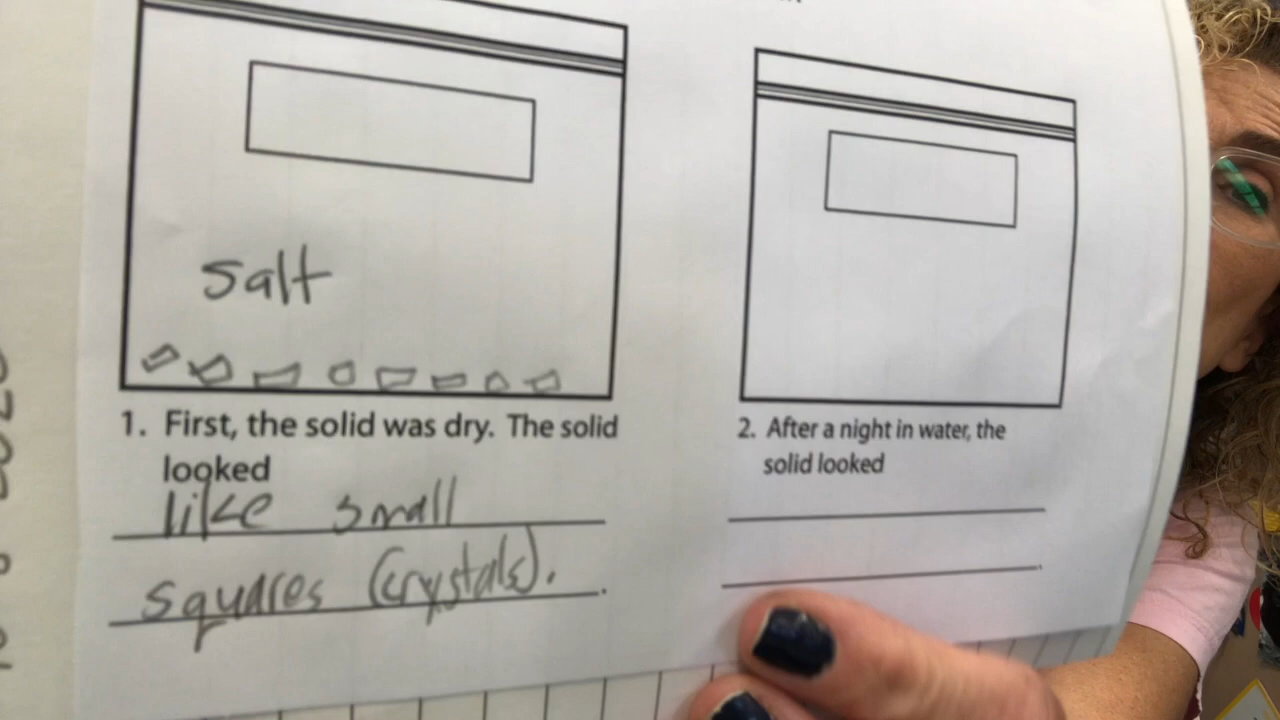 salt
1. First, the solid was dry. The solid
looked
like small
squares (crystals).
2. After a night in water, the
solid looked